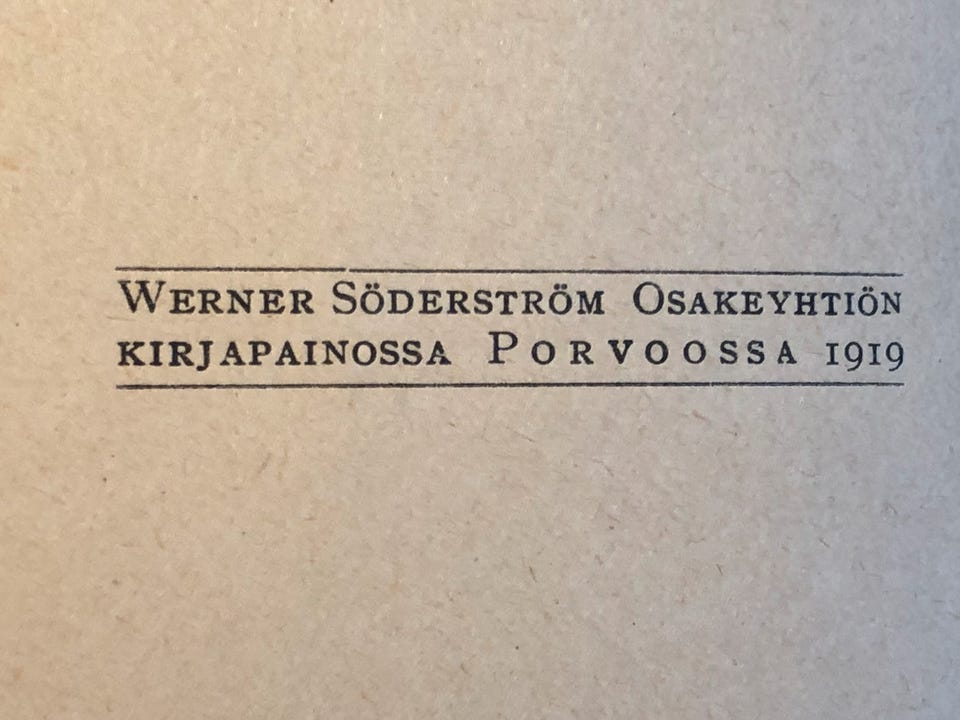 Werner Söderström Osakeyhtiön
kirjapainossa Porvoossa 1919